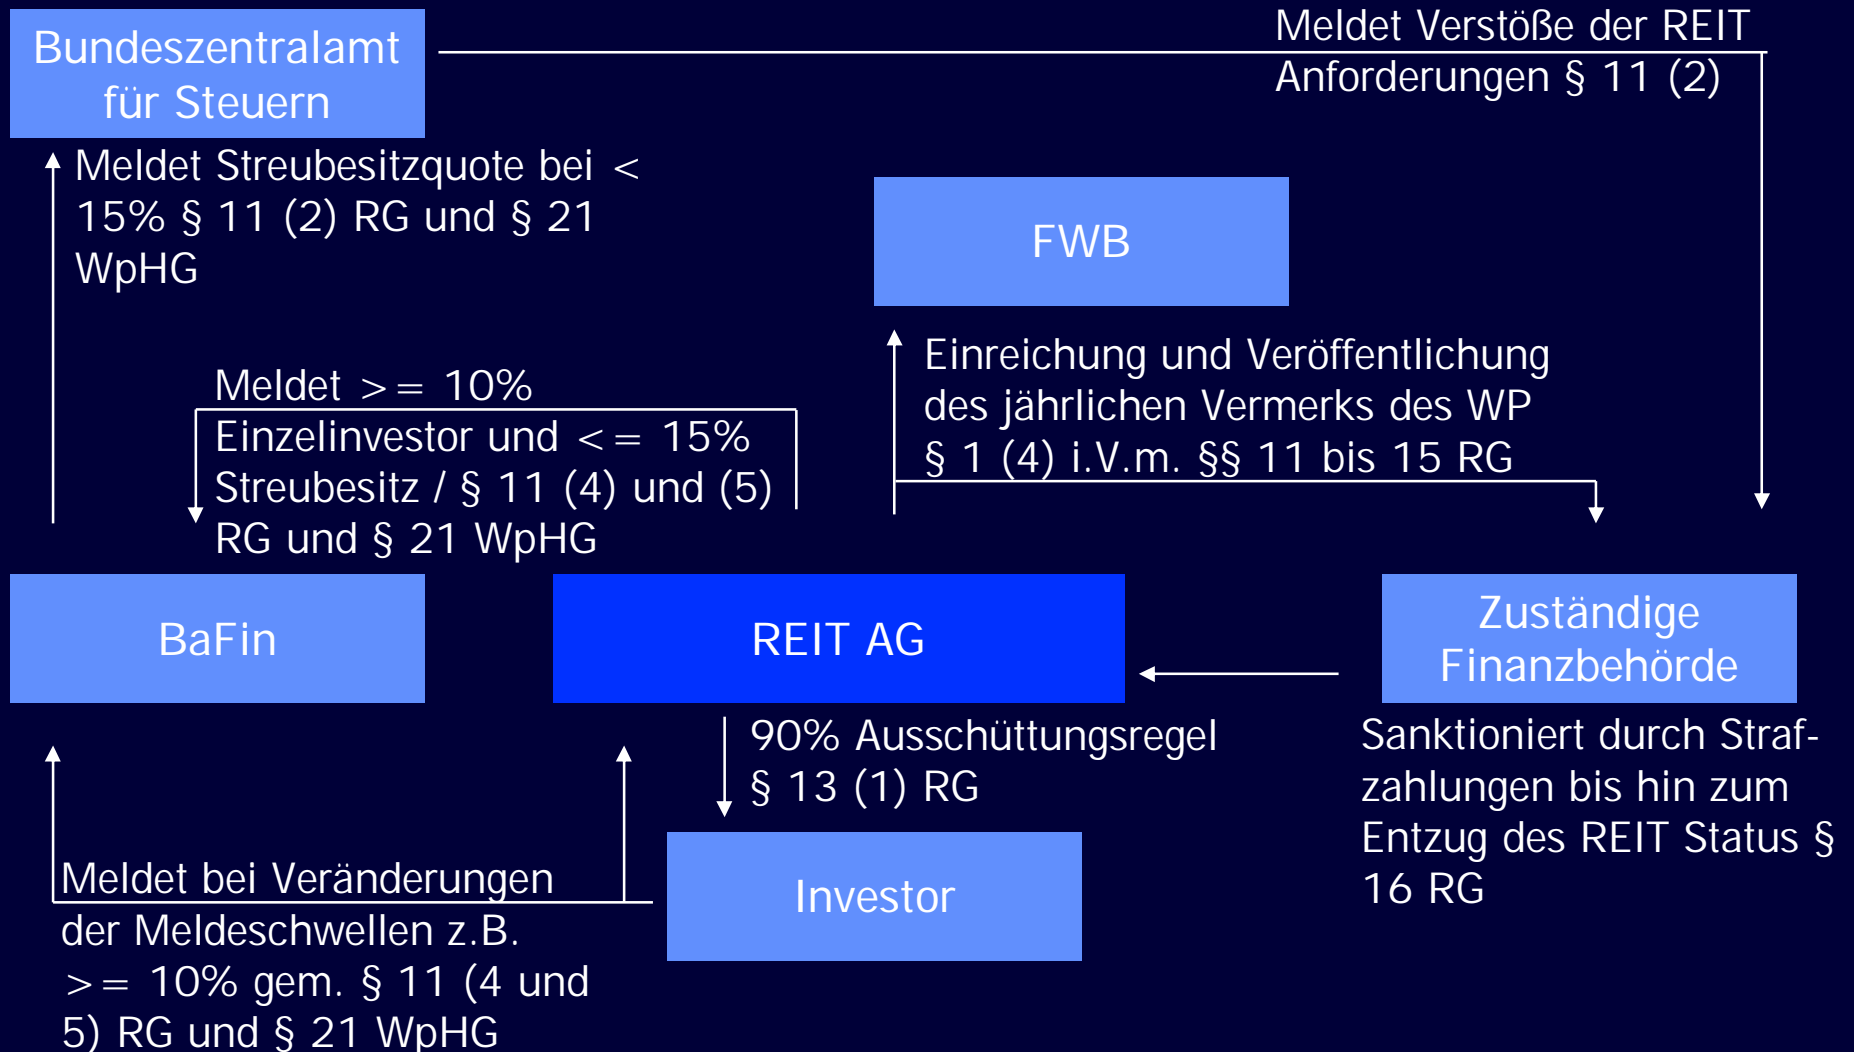 Bundeszentralamt
für Steuern
Meldet Verstöße der REIT
Anforderungen § 11 (2)
Meldet Streubesitzquote bei <
15% § 11 (2) RG und § 21
WpHG
FWB
Einreichung und Veröffentlichung
des jährlichen Vermerks des WP
§ 1 (4) i.V.m. §§ 11 bis 15 RG
Meldet >= 10%
Einzelinvestor und <= 15%
Streubesitz / § 11 (4) und (5)
RG und § 21 WpHG
BaFin
REIT AG
Zuständige
Finanzbehörde
90% Ausschüttungsregel
§ 13 (1) RG
Sanktioniert durch Straf-
zahlungen bis hin zum
Entzug des REIT Status §
16 RG
Investor
Meldet bei Veränderungen
der Meldeschwellen z.B.
>= 10% gem. § 11 (4 und
5) RG und § 21 WpHG